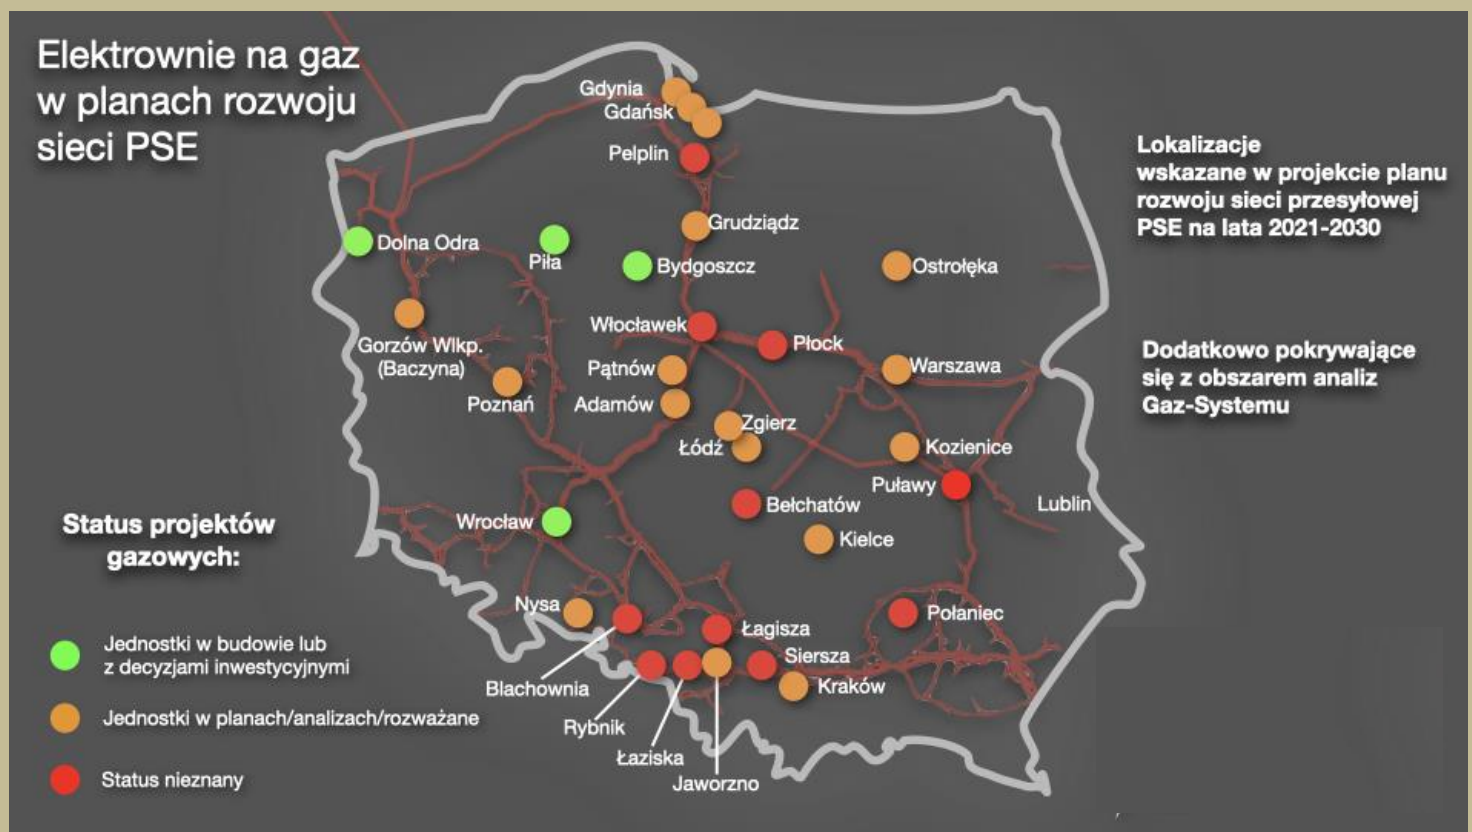 Elektrownie na gaz
w planach rozwoju
sieci PSE
Lokalizacje
wskazane w projekcie planu
rozwoju sieci przesyłowej
PSE na lata 2021-2030
Dodatkowo pokrywające
się z obszarem analiz
Gaz-Systemu
Gdynia
Gdańsk
Pelplin
Grudziądz
Dolna Odra
Piła
Bydgoszcz
Ostrołęka
Włocławek
Płock
Gorzów Wlkp.
(Baczyna)
Pątnów
Warszawa
Poznań
Adamów
Zgierz
Łódź
Kozienice
Puławy
Lublin
Bełchatów
Wrocław
Kielce
Nysa
Połaniec
Łagisza
Siersza
Kraków
Blachownia
Rybnik
Łaziska
Jaworzno
Status projektów
gazowych:
Jednostki w budowie lub
z decyzjami inwestycyjnymi
Jednostki w planach/analizach/rozważane
Status nieznany